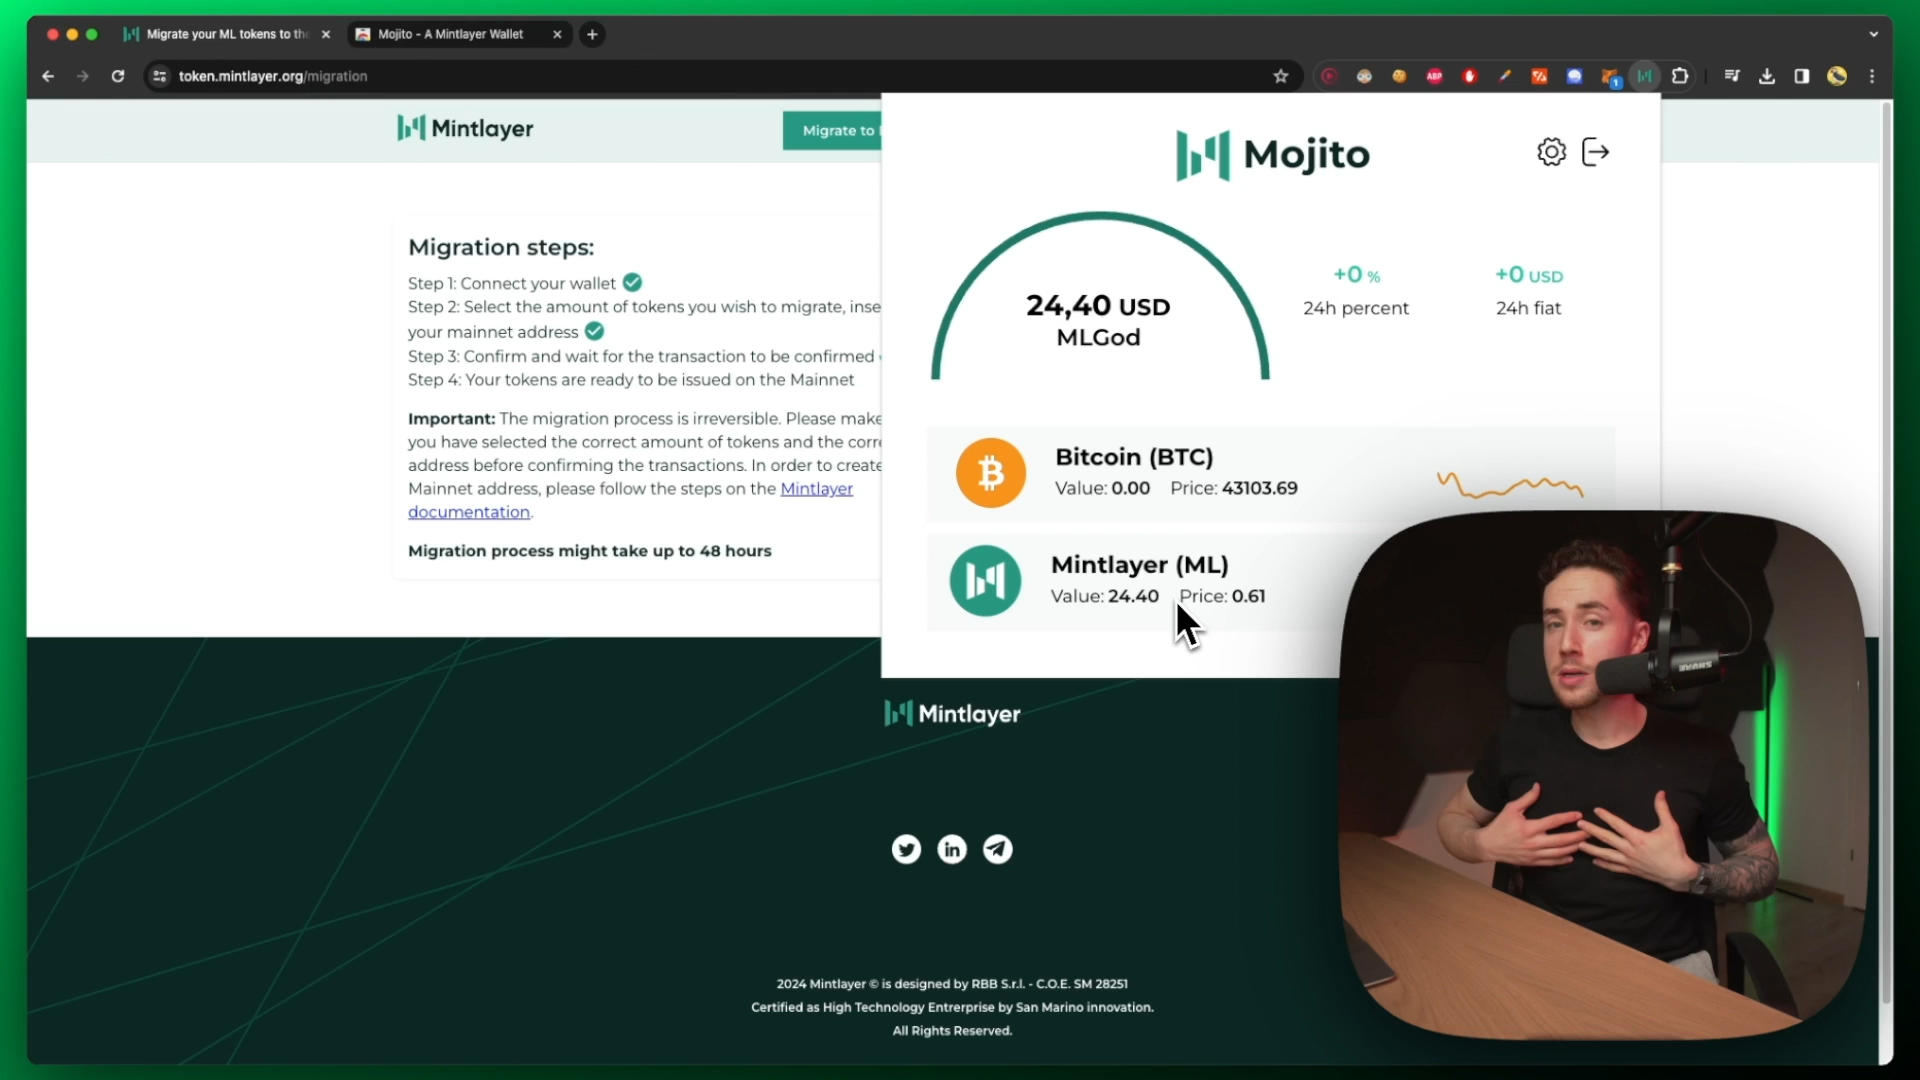 Migrate your ML tokens to the
Mojito - A Mintlayer Wallet
token.mintlayer.org/migration
ABP
1
Mintlayer
Migrate to
Mojito
Migration steps:
Step 1: Connect your wallet
Step 2: Select the amount of tokens you wish to migrate, inse
your mainnet address
Step 3: Confirm and wait for the transaction to be confirmed
Step 4: Your tokens are ready to be issued on the Mainnet
Important: The migration process is irreversible. Please make
you have selected the correct amount of tokens and the corre
address before confirming the transactions. In order to create
Mainnet address, please follow the steps on the Mintlayer
documentation.
Migration process might take up to 48 hours
24,40 USD
MLGod
+0 %
24h percent
+0 USD
24h fiat
Bitcoin (BTC)
Value: 0.00 Price: 43103.69
Mintlayer (ML)
Value: 24.40 Price: 0.61
Mintlayer
in
2024 Mintlayer © is designed by RBB S.r.l. - C.O.E. SM 28251
Certified as High Technology Entrerprise by San Marino innovation.
All Rights Reserved.